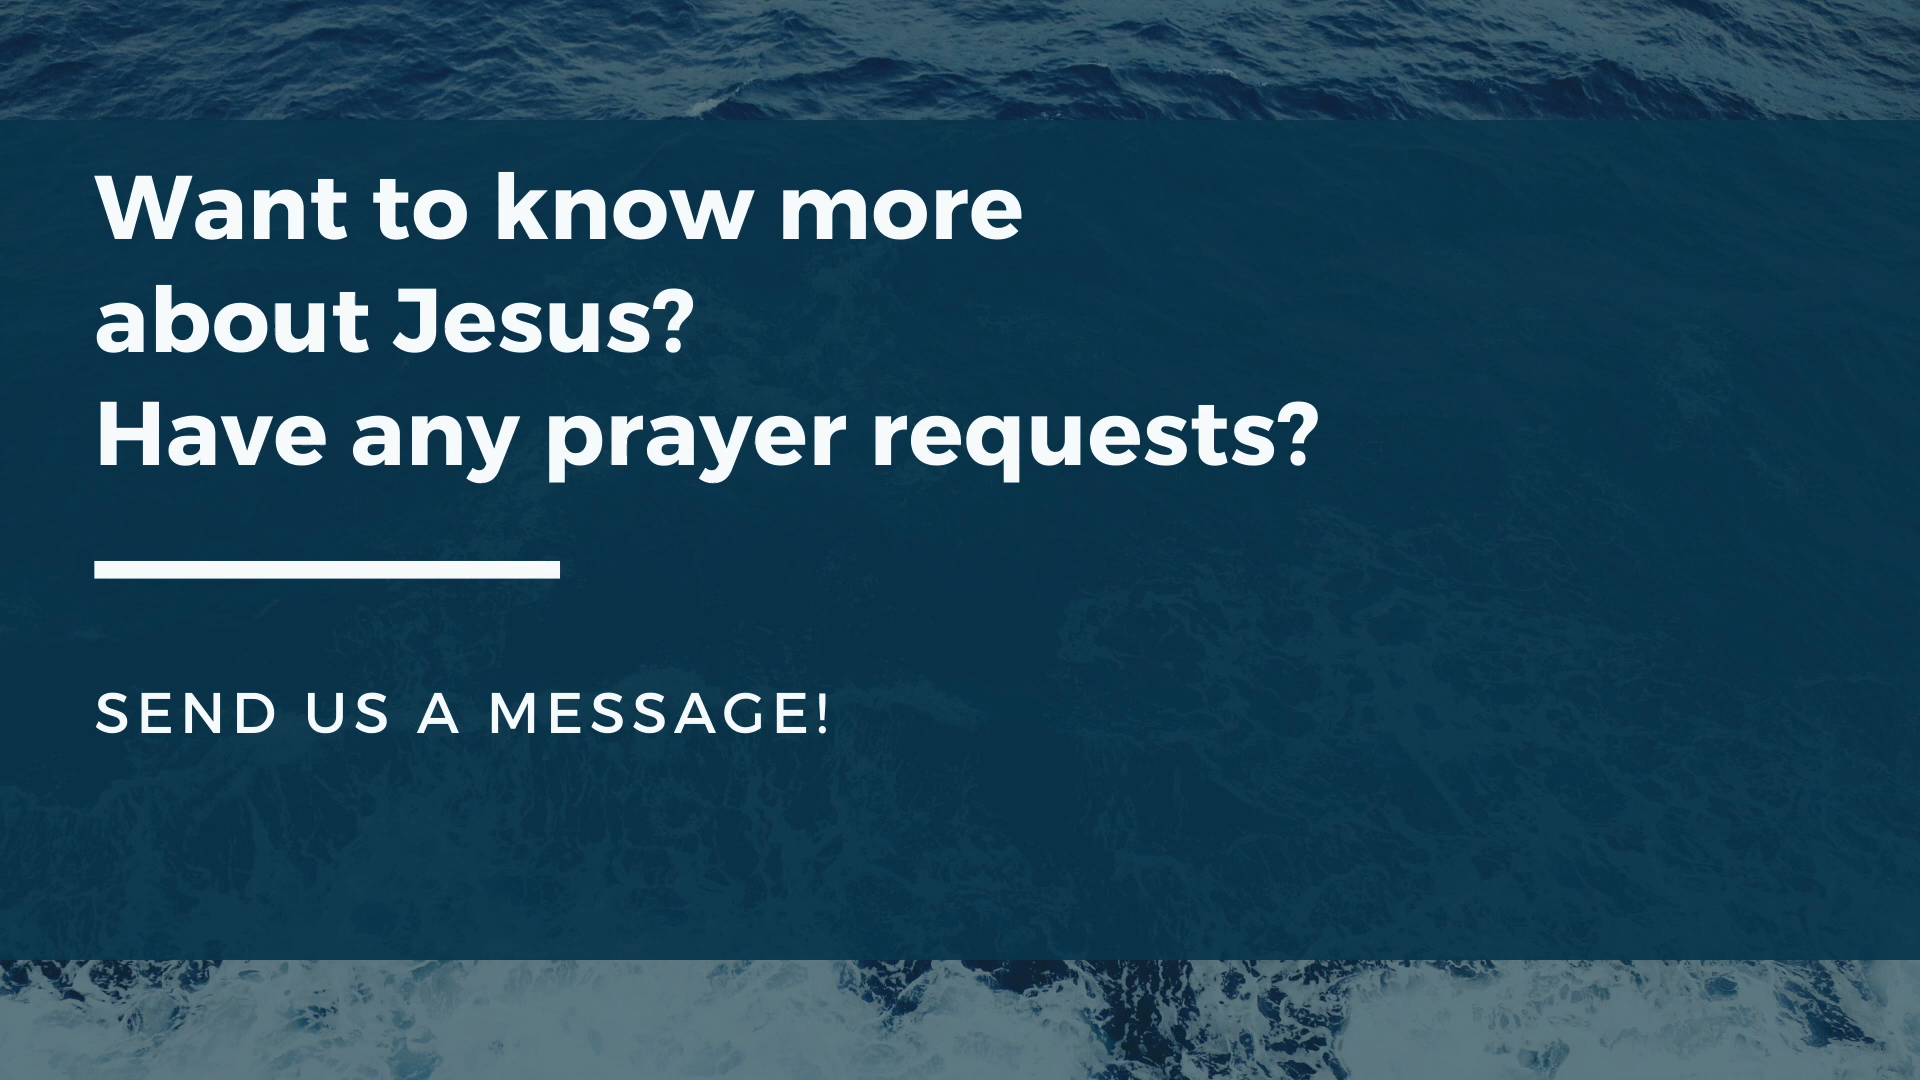 Want to know more
about Jesus?
Have any prayer requests?
SEND US A MESSAGE!